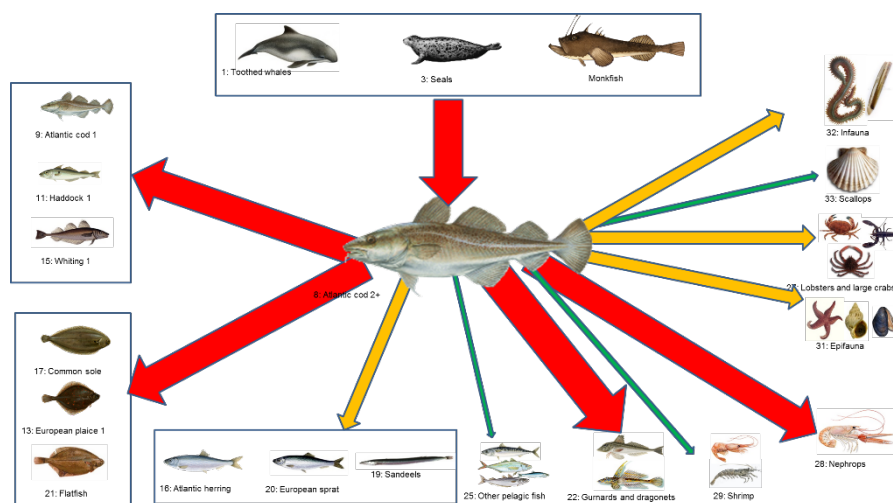 1: Toothed whales
3: Seals
Monkfish
9: Atlantic cod 1
11: Haddock 1
15: Whiting 1
32: Infauna
33: Scallops
27: Lobsters and large crabs
31: Epifauna
8: Atlantic cod 2+
17: Common sole
13: European plaice 1
21: Flatfish
16: Atlantic herring
20: European sprat
19: Sandeels
25: Other pelagic fish
22: Gurnards and dragonets
29: Shrimp
28: Nephrops